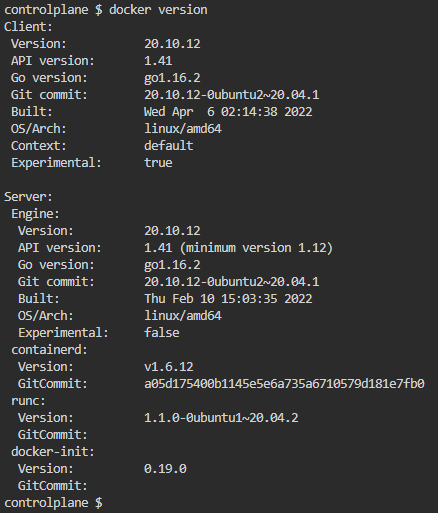 controlplane $ docker version
Client:
 Version:           20.10.12
 API version:       1.41
 Go version:        go1.16.2
 Git commit:        20.10.12-0ubuntu2~20.04.1
 Built:             Wed Apr  6 02:14:38 2022
 OS/Arch:           linux/amd64
 Context:           default
 Experimental:      true

Server:
 Engine:
  Version:          20.10.12
  API version:      1.41 (minimum version 1.12)
  Go version:       go1.16.2
  Git commit:       20.10.12-0ubuntu2~20.04.1
  Built:            Thu Feb 10 15:03:35 2022
  OS/Arch:          linux/amd64
  Experimental:     false
 containerd:
  Version:          v1.6.12
  GitCommit:        a05d175400b1145e5e6a735a6710579d181e7fb0
 runc:
  Version:          1.1.0-0ubuntu1~20.04.2
  GitCommit:
 docker-init:
  Version:          0.19.0
  GitCommit:
controlplane $